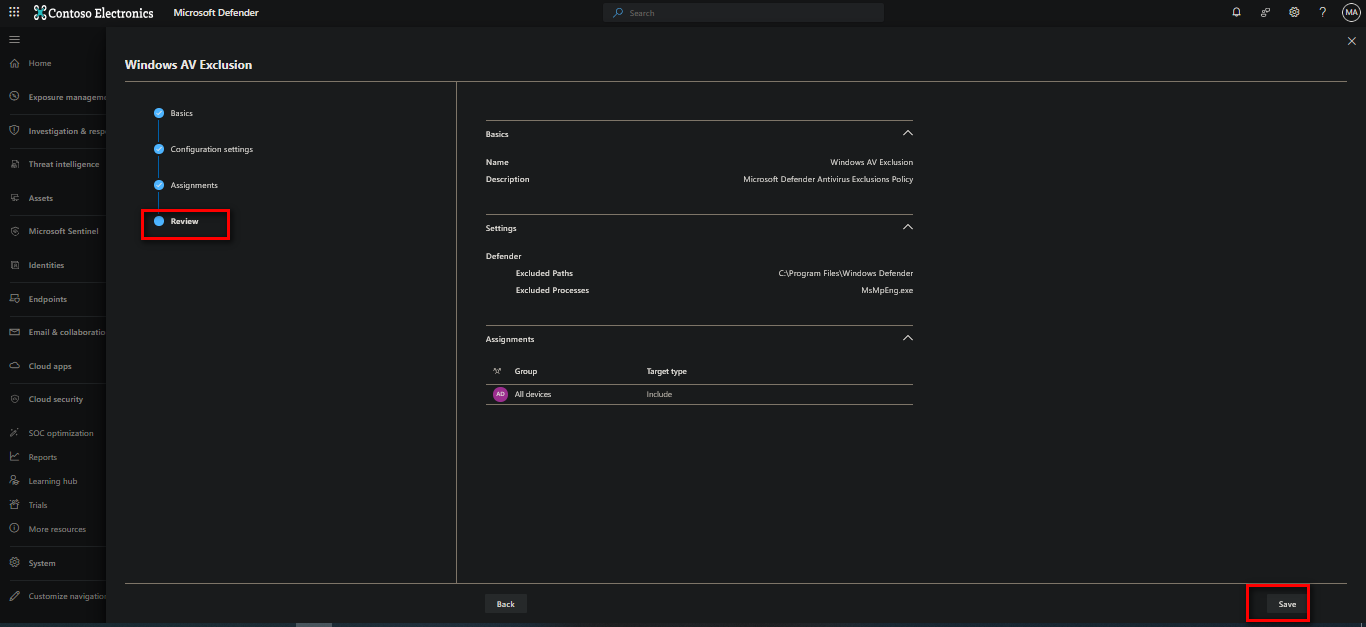 Contoso Electronics Microsoft Defender Search ? MA
Windows AV Exclusion
Home
Exposure manageme
Investigation & resp
Threat intelligence
Assets
Microsoft Sentinel
Identities
Endpoints
Email & collaboratio
Cloud apps
Cloud security
SOC optimization
Reports
Learning hub
Trials
More resources
System
Customize navigation
Basics
Configuration settings
Assignments
Review
Basics
Name Windows AV Exclusion
Description Microsoft Defender Antivirus Exclusions Policy
Settings
Defender
Excluded Paths C:\Program Files\Windows Defender
Excluded Processes MsMpEng.exe
Assignments
Group Target type
AD All devices Include
Back Save